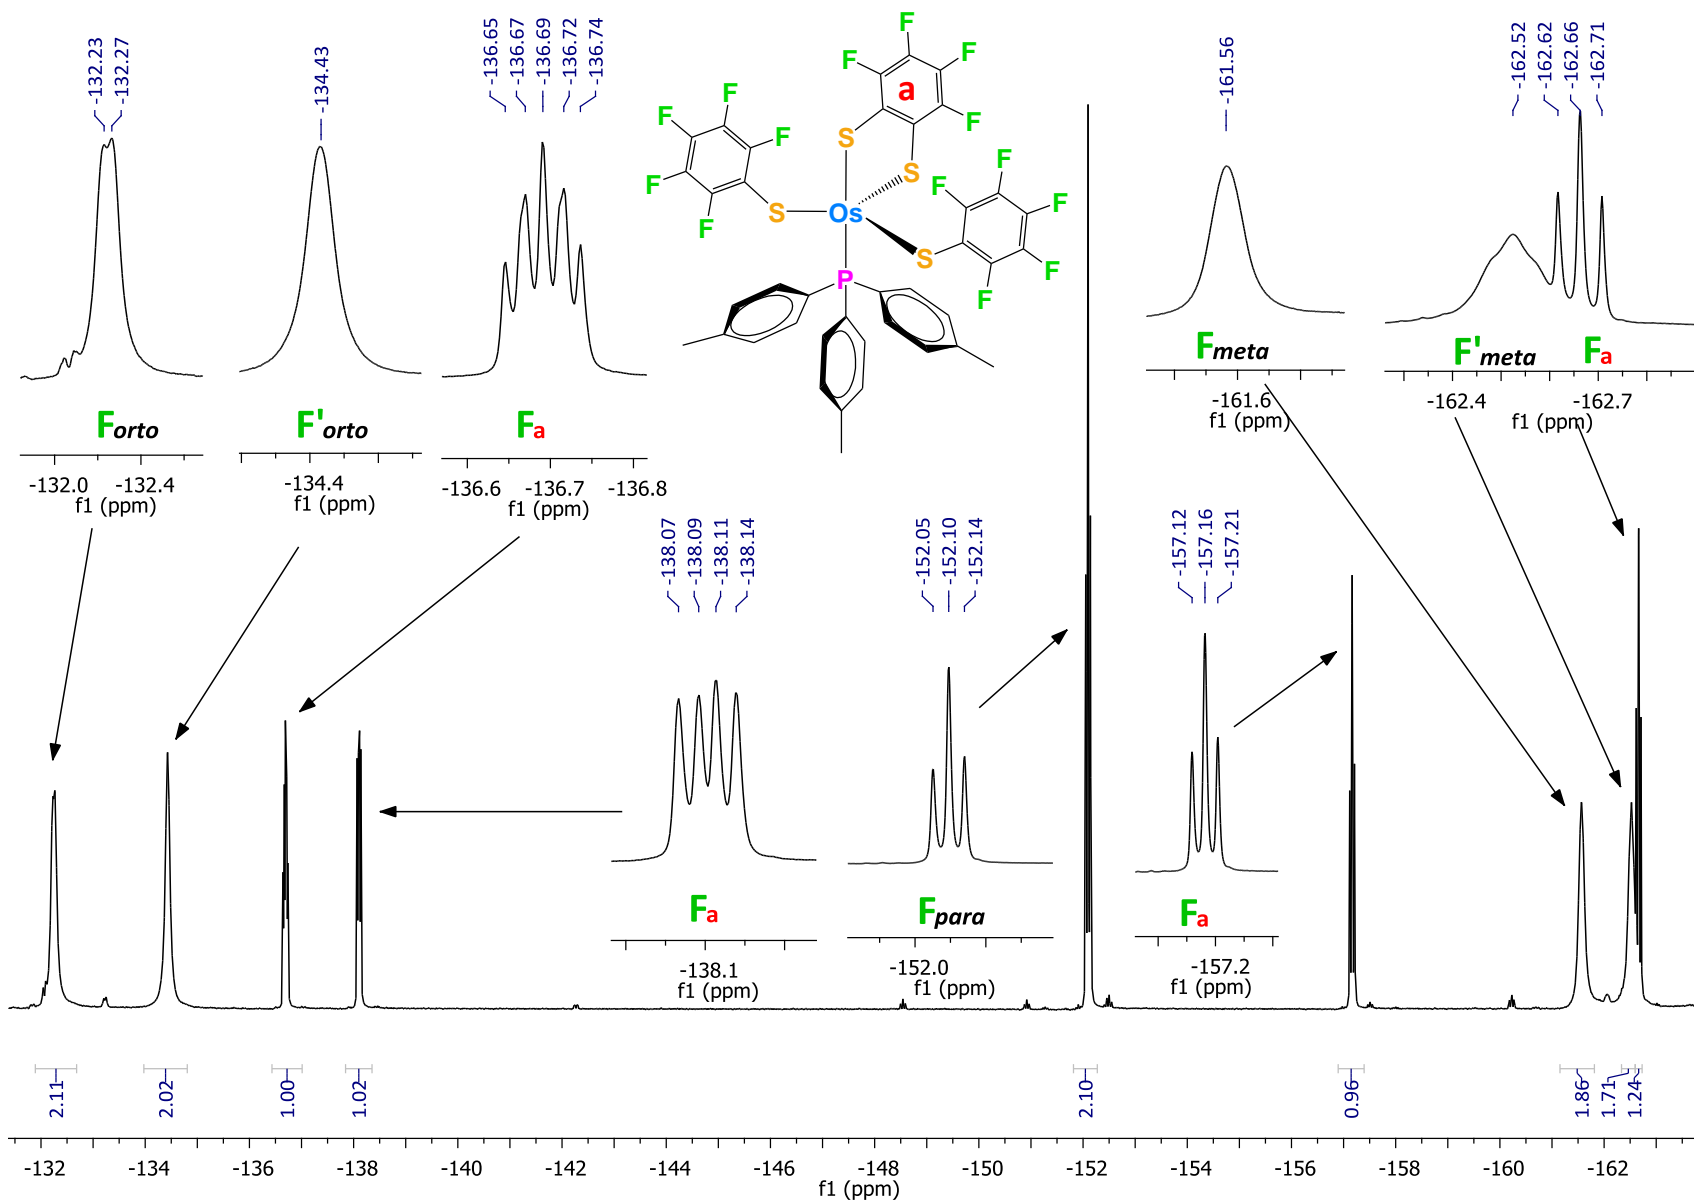 -132.23
-132.27
-134.43
-136.65
-136.67
-136.69
-136.72
-136.74
-161.56
-162.52
-162.62
-162.66
-162.71
F
F
F
F
F
a
F
F
F
F
F
S
S
S
Os
S
P
F
F
F
F
F
Forto
-132.0 -132.4
f1 (ppm)
F'orto
-134.4
f1 (ppm)
Fa
-136.6 -136.7 -136.8
f1 (ppm)
Fmeta
-161.6
f1 (ppm)
F'meta Fa
-162.4 -162.7
f1 (ppm)
-138.07
-138.09
-138.11
-138.14
Fa
-138.1
f1 (ppm)
-152.05
-152.10
-152.14
Fpara
-152.0
f1 (ppm)
-157.12
-157.16
-157.21
Fa
-157.2
f1 (ppm)
2.11
2.02
1.00
1.02
2.10
0.96
1.86
1.71
1.24
-132 -134 -136 -138 -140 -142 -144 -146 -148 -150 -152 -154 -156 -158 -160 -162
f1 (ppm)